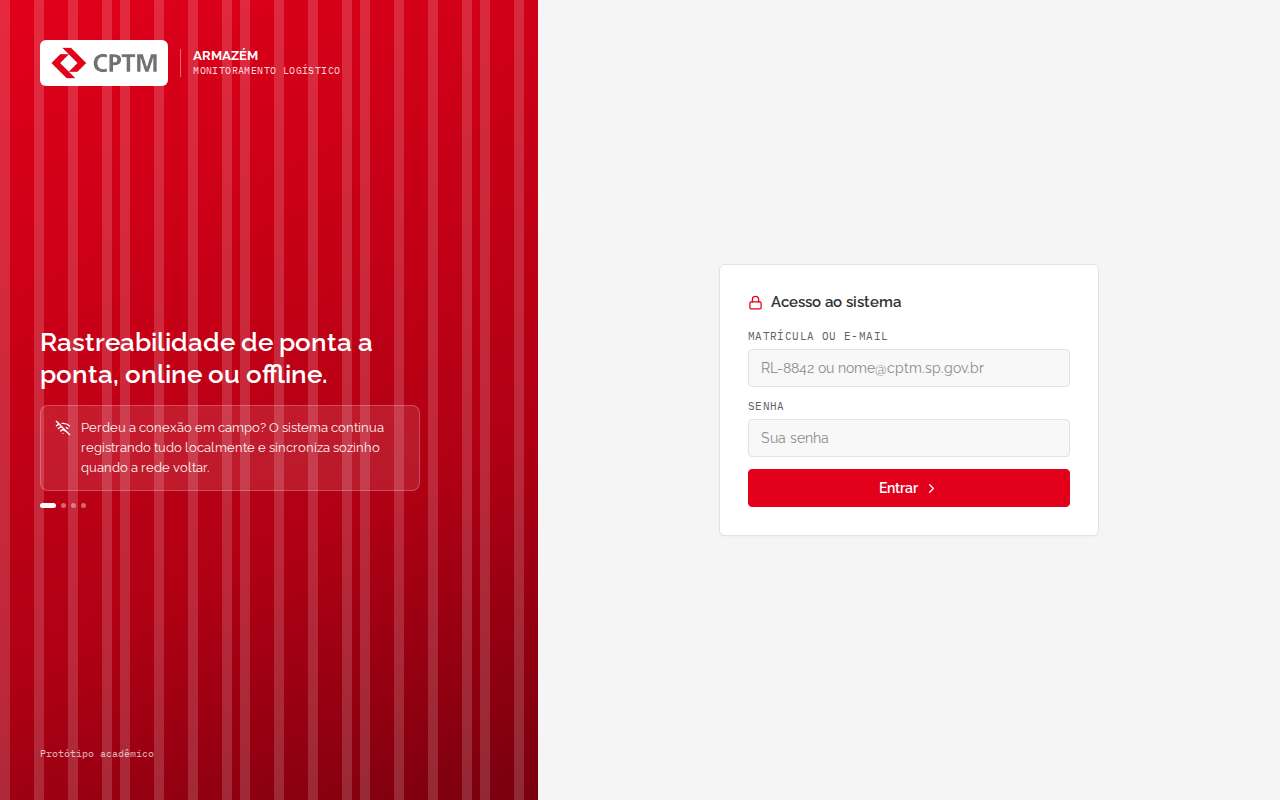 CPTM
ARMAZÉM
MONITORAMENTO LOGÍSTICO
Rastreabilidade de ponta a
ponta, online ou offline.
Perdeu a conexão em campo? O sistema continua
registrando tudo localmente e sincroniza sozinho
quando a rede voltar.
Protótipo acadêmico
Acesso ao sistema
MATRÍCULA OU E-MAIL
RL-8842 ou nome@cptm.sp.gov.br
SENHA
Sua senha
Entrar